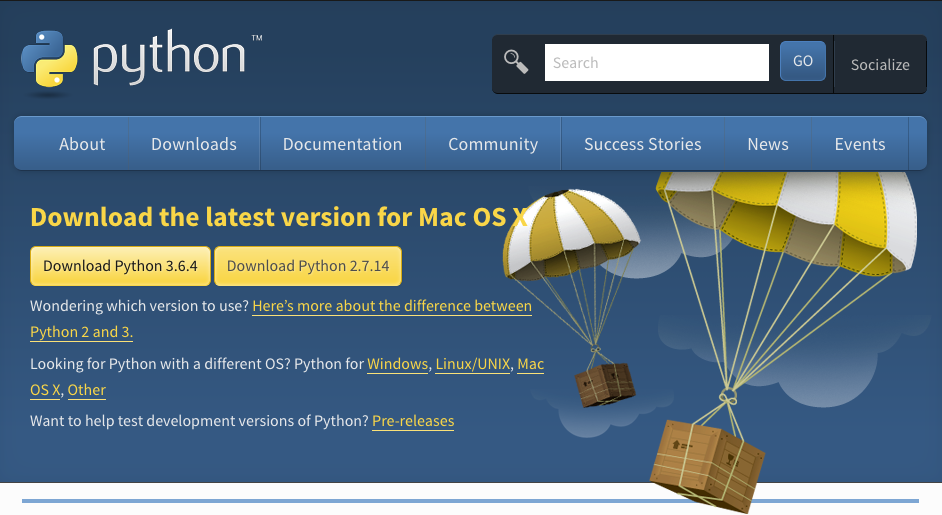 python™
Search
GO
Socialize
About
Downloads
Documentation
Community
Success Stories
News
Events
Download the latest version for Mac OS X
Download Python 3.6.4
Download Python 2.7.14
Wondering which version to use? Here’s more about the difference between
Python 2 and 3.
Looking for Python with a different OS? Python for Windows, Linux/UNIX, Mac
OS X, Other
Want to help test development versions of Python? Pre-releases